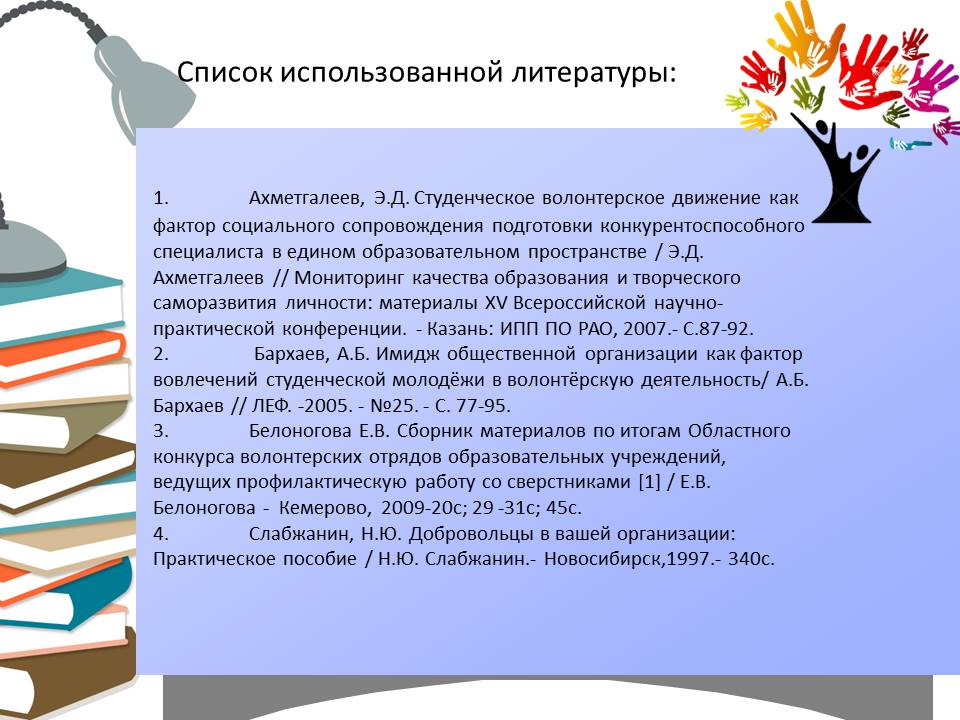 Список использованной литературы:
1. Ахметгалеев, Э.Д. Студенческое волонтерское движение как
фактор социального сопровождения подготовки конкурентоспособного
специалиста в едином образовательном пространстве / Э.Д.
Ахметгалеев // Мониторинг качества образования и творческого
саморазвития личности: материалы XV Всероссийской научно-
практической конференции. - Казань: ИПП ПО РАО, 2007.- С.87-92.
2. Бархаев, А.Б. Имидж общественной организации как фактор
вовлечений студенческой молодёжи в волонтёрскую деятельность/ А.Б.
Бархаев // ЛЕФ. -2005. - №25. - С. 77-95.
3. Белоногова Е.В. Сборник материалов по итогам Областного
конкурса волонтерских отрядов образовательных учреждений,
ведущих профилактическую работу со сверстниками [1] / Е.В.
Белоногова - Кемерово, 2009-20с; 29 -31с; 45с.
4. Слабжанин, Н.Ю. Добровольцы в вашей организации:
Практическое пособие / Н.Ю. Слабжанин.- Новосибирск,1997.- 340с.